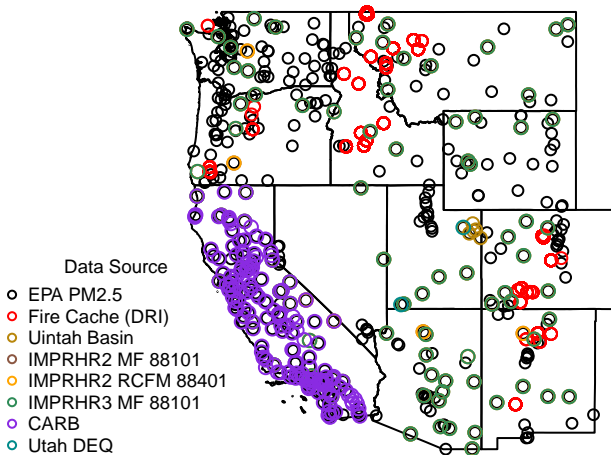 Data Source
EPA PM2.5
Fire Cache (DRI)
Uintah Basin
IMPRHR2 MF 88101
IMPRHR2 RCFM 88401
IMPRHR3 MF 88101
CARB
Utah DEQ